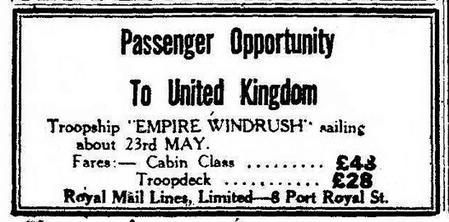 Passenger Opportunity
To United Kingdom
Troopship "EMPIRE WINDRUSH" sailing
about 23rd MAY.
Fares:— Cabin Class ......... £48
Troopdeck ........... £28
Royal Mail Lines, Limited—8 Port Royal St.